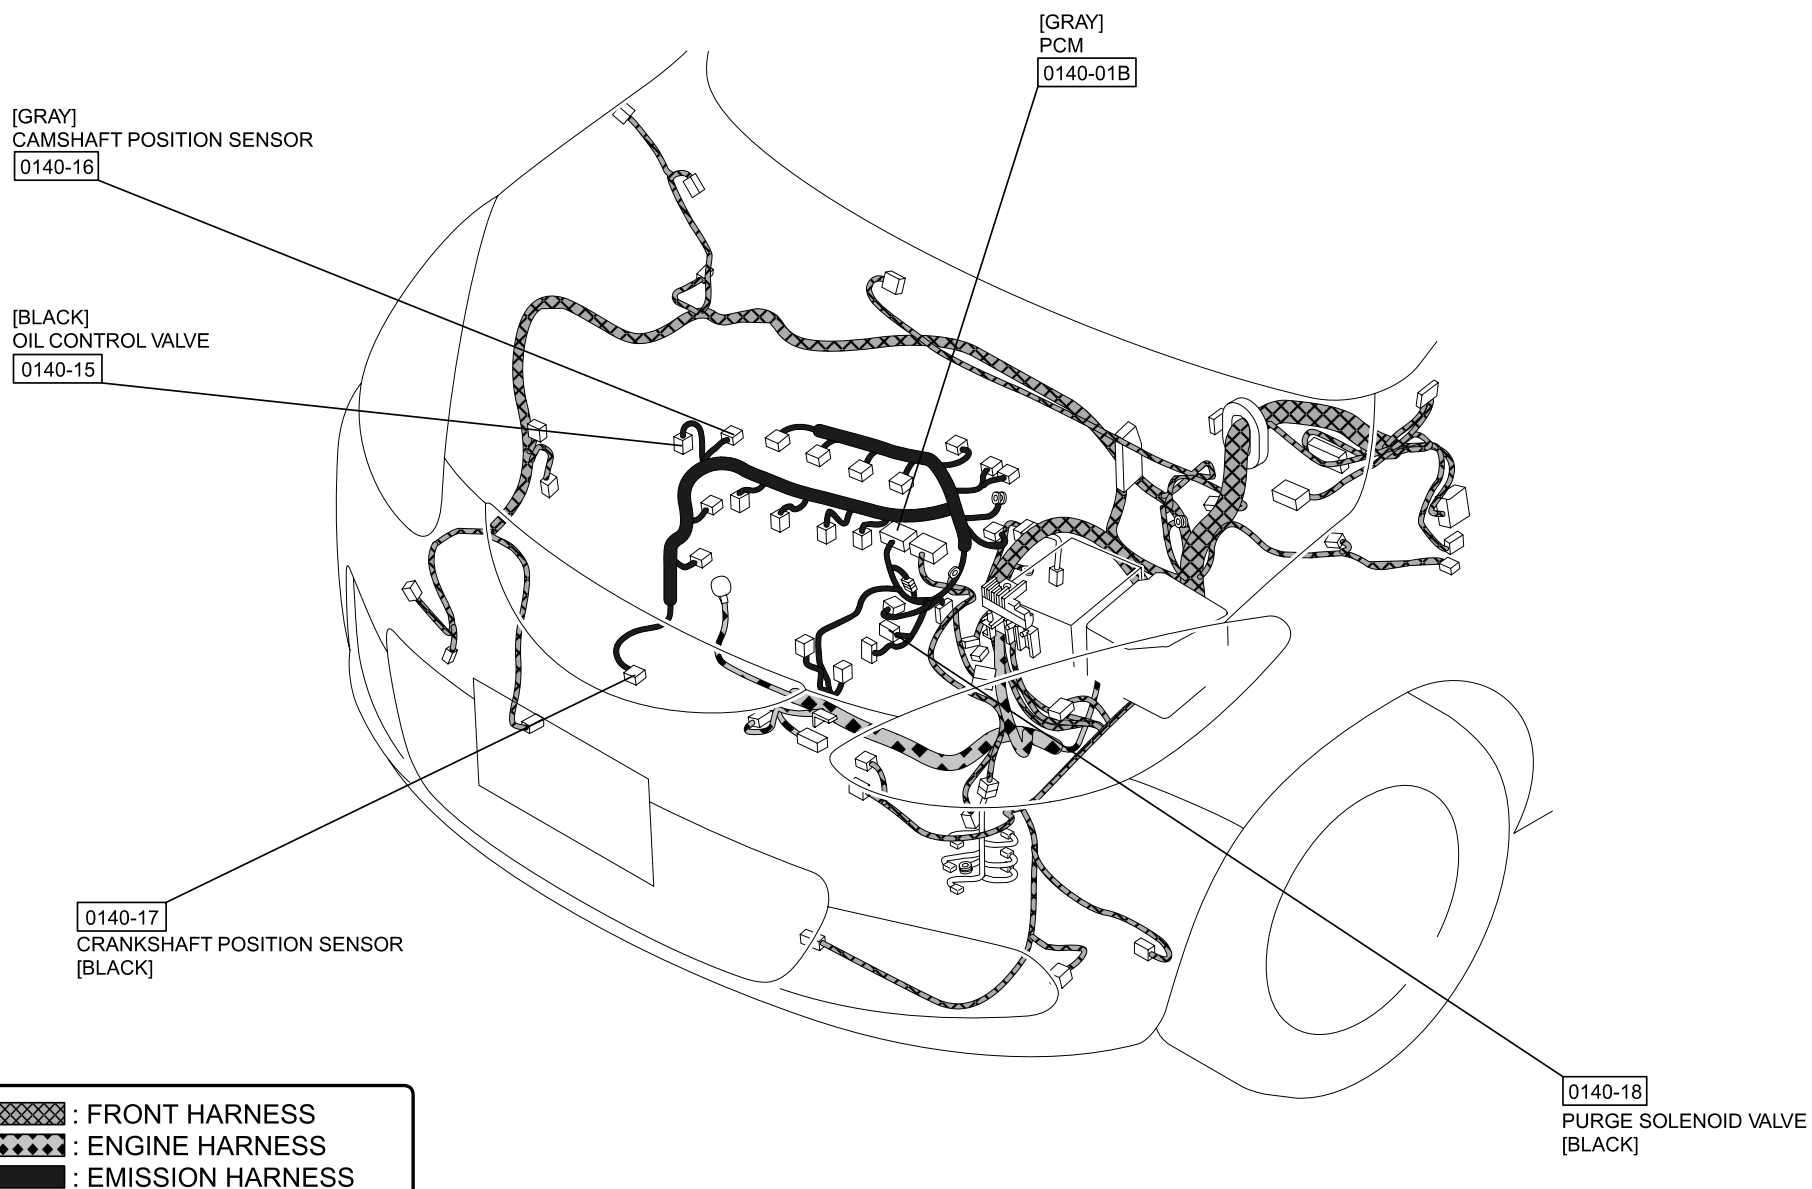 [GRAY]
PCM
0140-01B
[GRAY]
CAMSHAFT POSITION SENSOR
0140-16
[BLACK]
OIL CONTROL VALVE
0140-15
0140-17
CRANKSHAFT POSITION SENSOR
[BLACK]
0140-18
PURGE SOLENOID VALVE
[BLACK]
: FRONT HARNESS
: ENGINE HARNESS
: EMISSION HARNESS